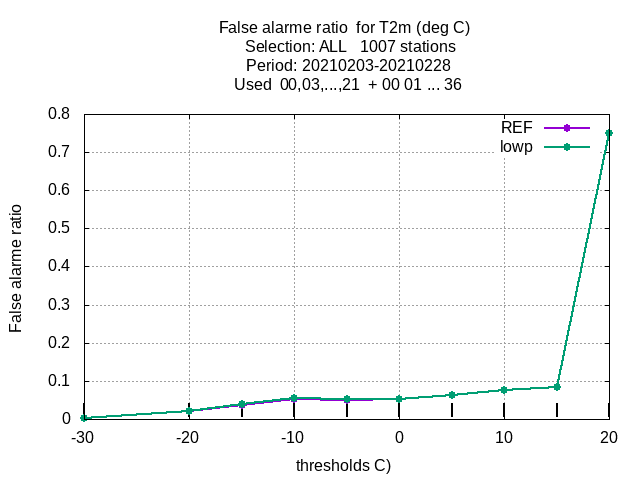 False alarme ratio  for T2m (deg C)
Selection: ALL   1007 stations
Period: 20210203-20210228
Used  00,03,...,21  + 00 01 ... 36
REF
lowp
False alarme ratio
0.8
0.7
0.6
0.5
0.4
0.3
0.2
0.1
0
-30 -20 -10 0 10 20
thresholds C)